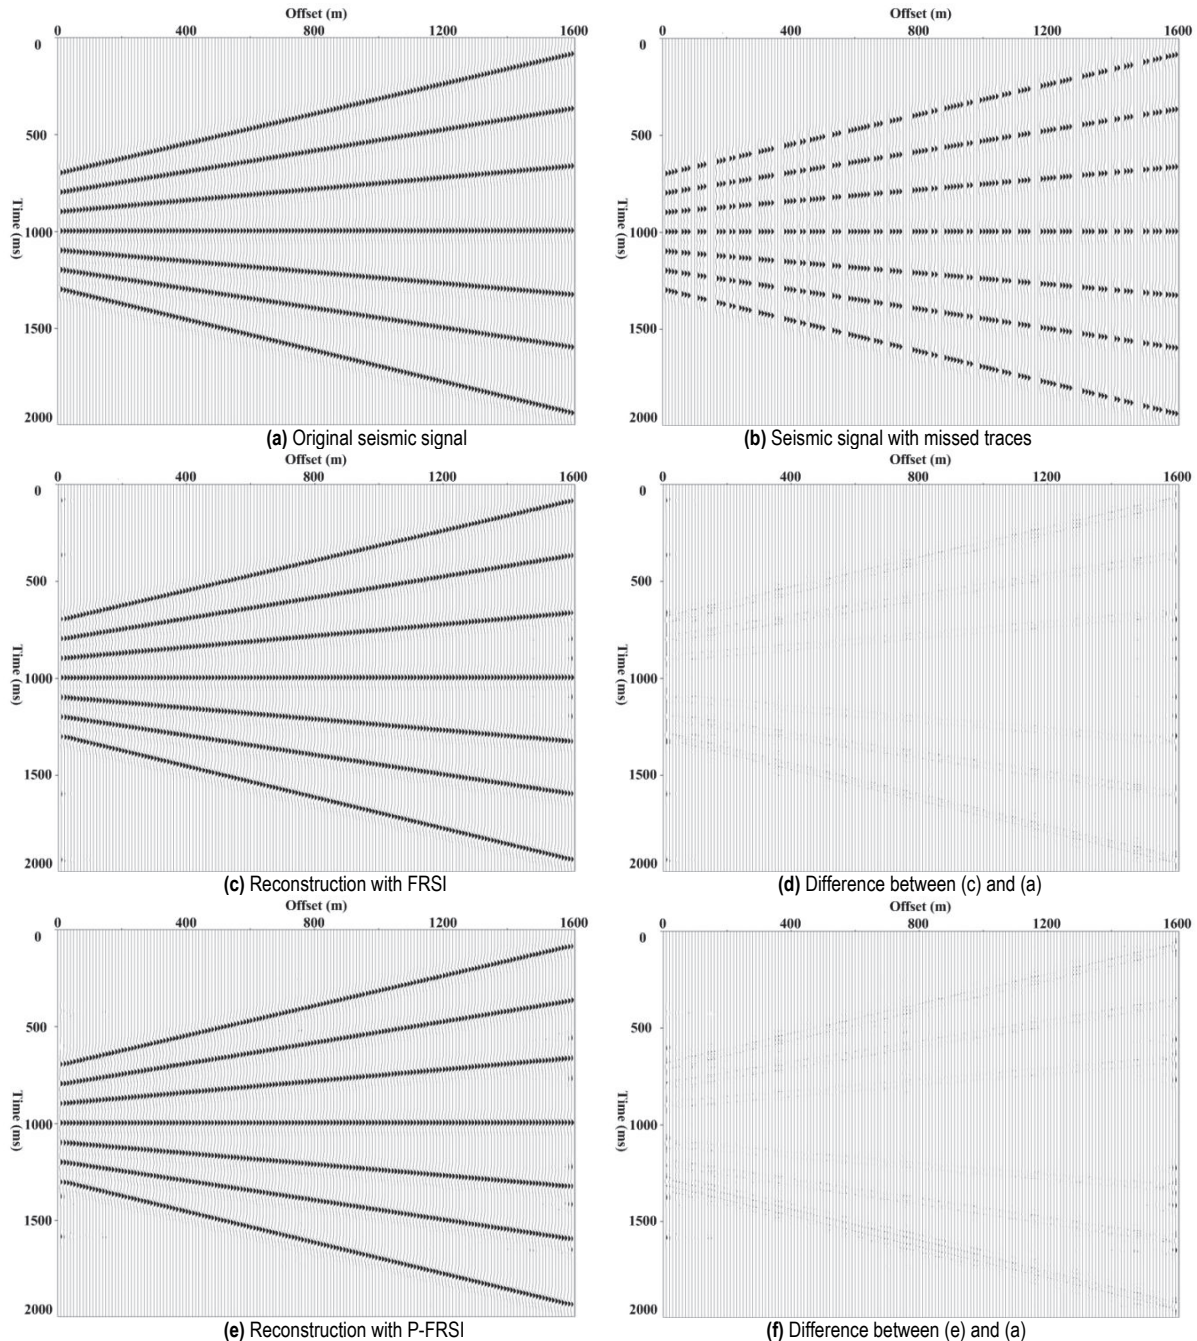 Offset (m)
0 400 800 1200 1600
0
500
1000
1500
2000
Time (ms)
(a) Original seismic signal
Offset (m)
0 400 800 1200 1600
0
500
1000
1500
2000
Time (ms)
(b) Seismic signal with missed traces
Offset (m)
0 400 800 1200 1600
0
500
1000
1500
2000
Time (ms)
(c) Reconstruction with FRSI
Offset (m)
0 400 800 1200 1600
0
500
1000
1500
2000
Time (ms)
(d) Difference between (c) and (a)
Offset (m)
0 400 800 1200 1600
0
500
1000
1500
2000
Time (ms)
(e) Reconstruction with P-FRSI
Offset (m)
0 400 800 1200 1600
0
500
1000
1500
2000
Time (ms)
(f) Difference between (e) and (a)